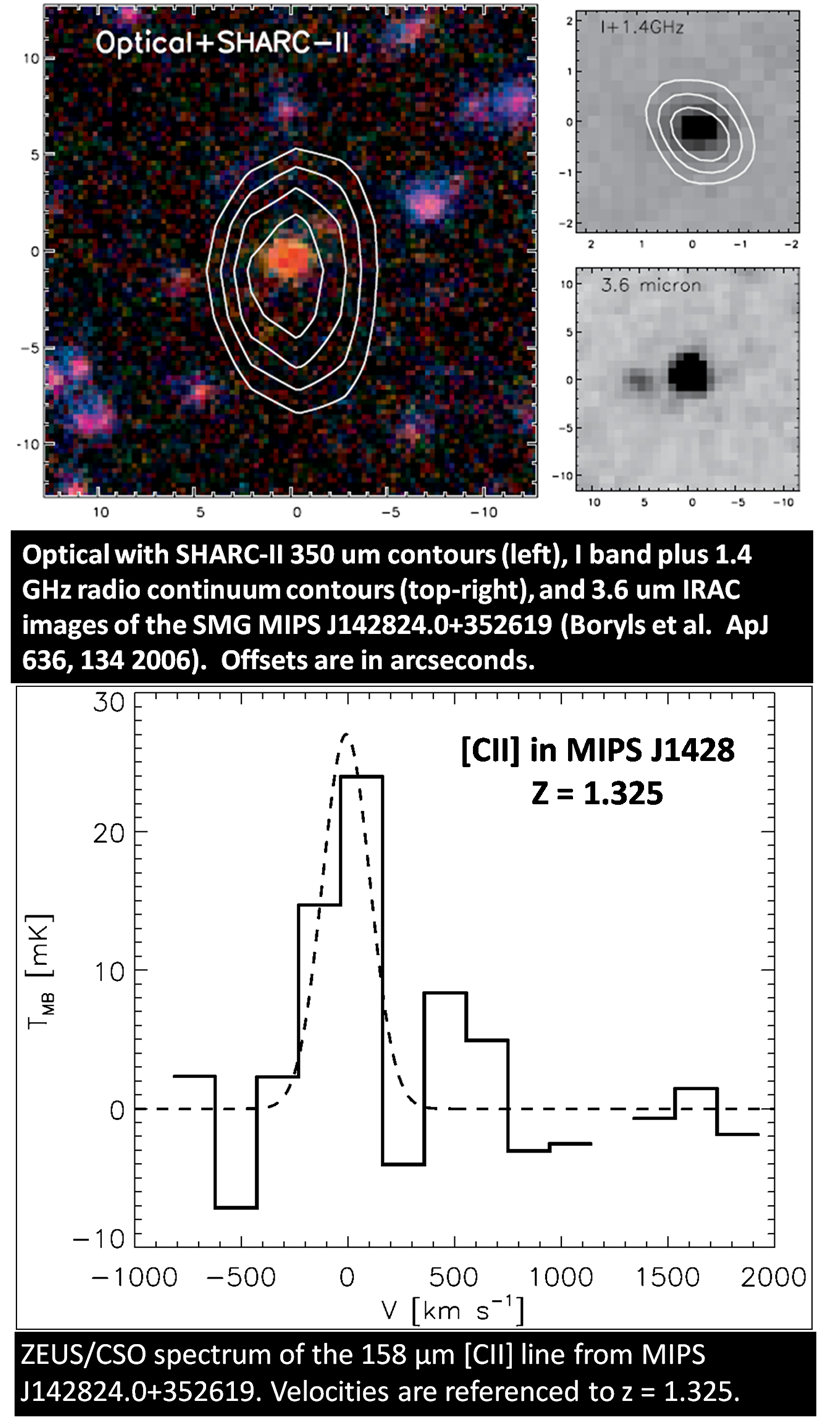 Optical+SHARC-II
10
5
0
-5
-10
10
5
0
-5
-10
I+1.4GHz
2
1
0
-1
-2
2
1
0
-1
-2
3.6 micron
10
5
0
-5
-10
10
5
0
-5
-10
Optical with SHARC-II 350 um contours (left), I band plus 1.4
GHz radio continuum contours (top-right), and 3.6 um IRAC
images of the SMG MIPS J142824.0+352619 (Boryls et al. ApJ
636, 134 2006). Offsets are in arcseconds.
[CII] in MIPS J1428
Z = 1.325
30
20
10
0
-10
T_MB [mK]
-1000 -500 0 500 1000 1500 2000
V [km s⁻¹]
ZEUS/CSO spectrum of the 158 µm [CII] line from MIPS
J142824.0+352619. Velocities are referenced to z = 1.325.